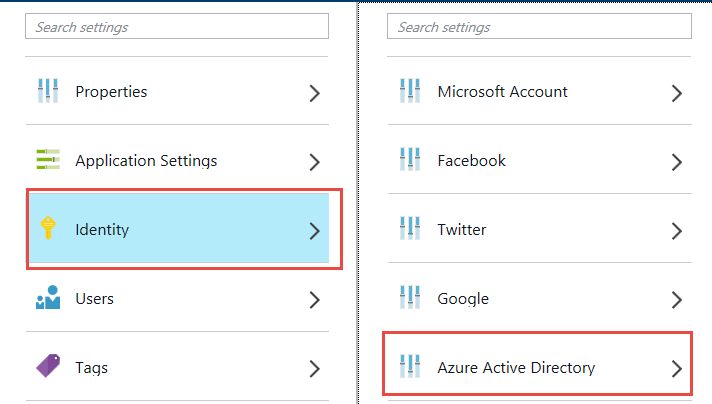 Search settings
Properties
Application Settings
Identity
Users
Tags
Search settings
Microsoft Account
Facebook
Twitter
Google
Azure Active Directory